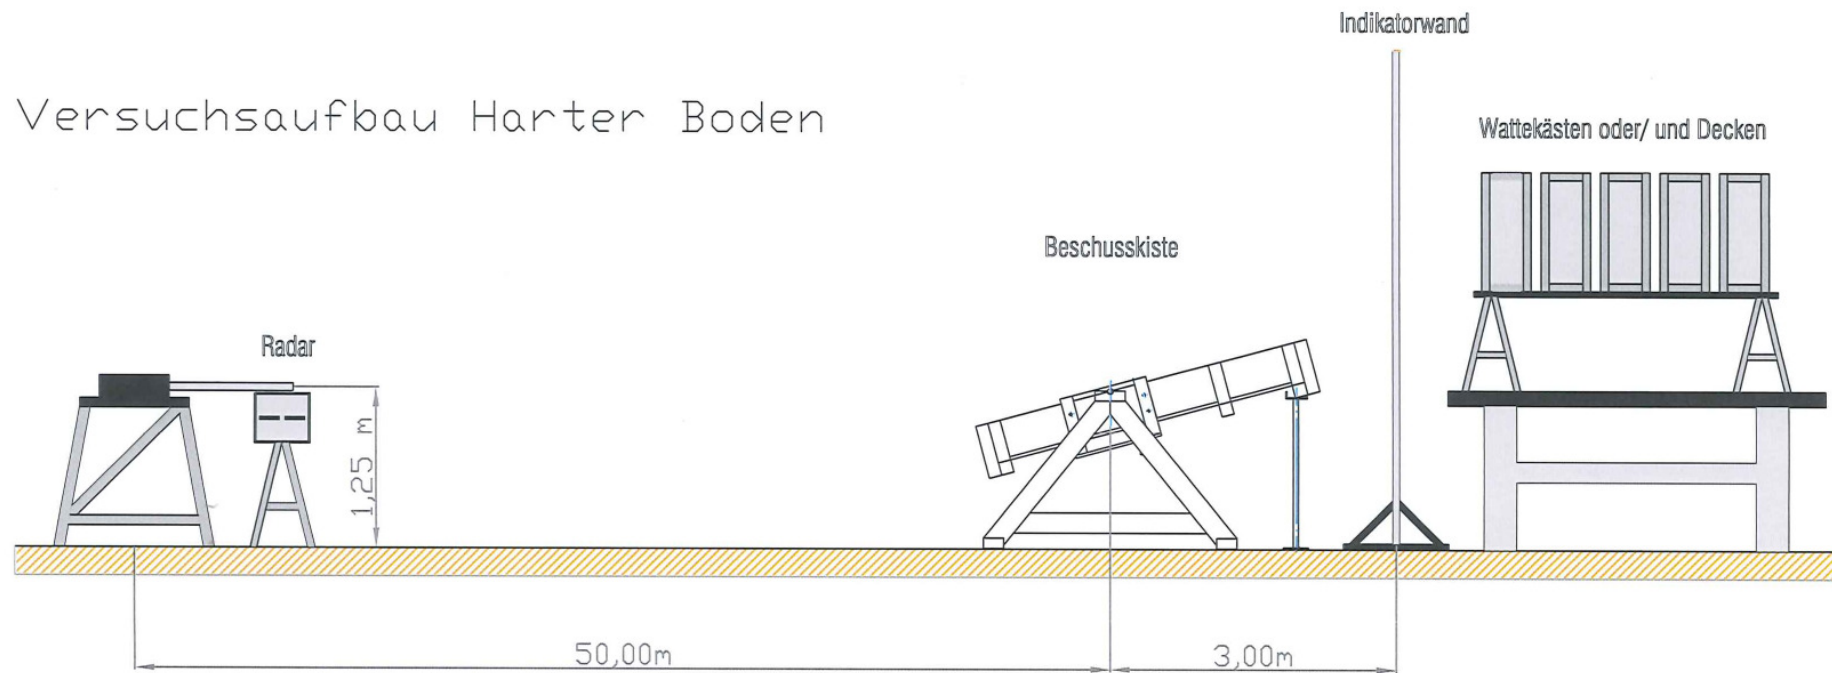 Indikatorwand
Versuchsaufbau Harter Boden
Wattekästen oder/ und Decken
Beschusskiste
Radar
1,25 m
50,00m
3,00m